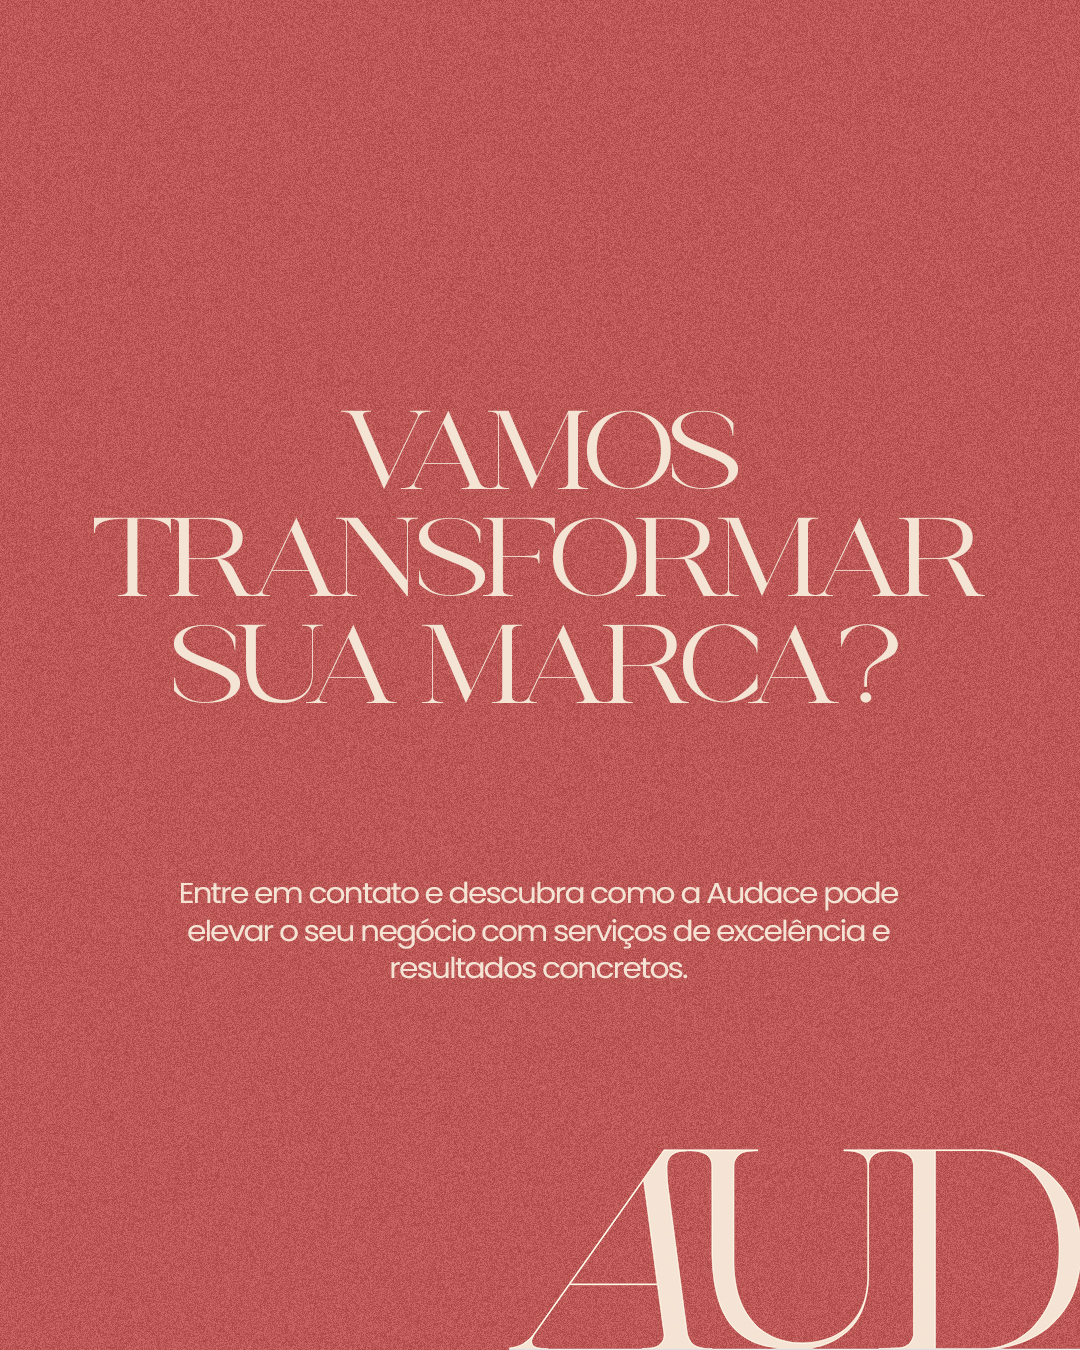 VAMOS
TRANSFORMAR
SUA MARCA?
Entre em contato e descubra como a Audace pode
elevar o seu negócio com serviços de excelência e
resultados concretos.
AUD